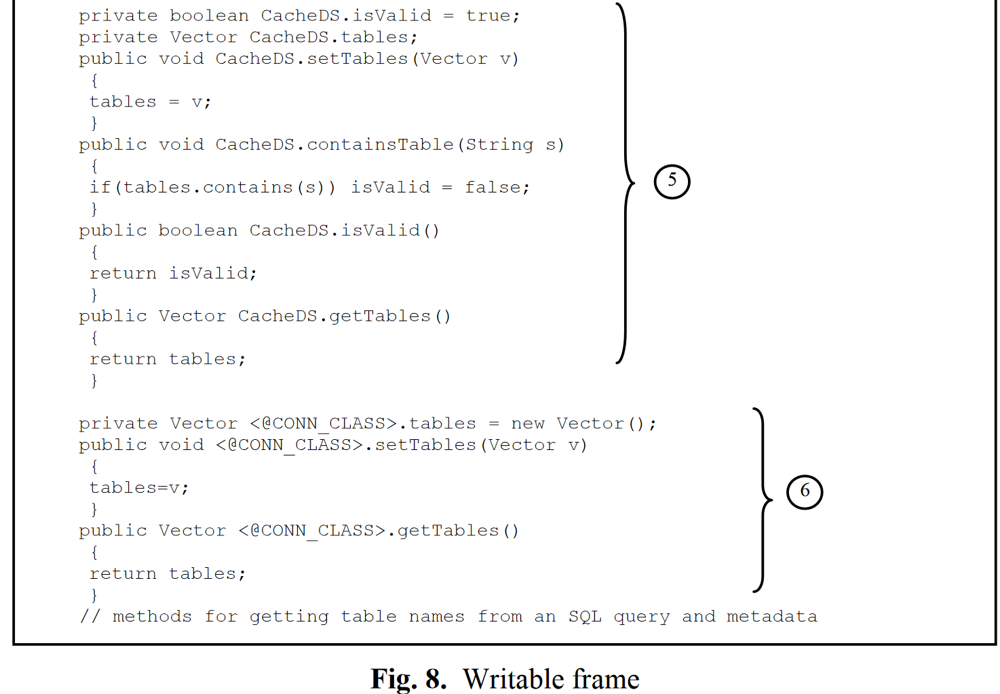 private boolean CacheDS.isValid = true;
private Vector CacheDS.tables;
public void CacheDS.setTables(Vector v)
{
tables = v;
}
public void CacheDS.containsTable(String s)
{
if(tables.contains(s)) isValid = false;
}
public boolean CacheDS.isValid()
{
return isValid;
}
public Vector CacheDS.getTables()
{
return tables;
}
5
private Vector <@CONN_CLASS>.tables = new Vector();
public void <@CONN_CLASS>.setTables(Vector v)
{
tables=v;
}
public Vector <@CONN_CLASS>.getTables()
{
return tables;
}
6
// methods for getting table names from an SQL query and metadata
Fig. 8. Writable frame